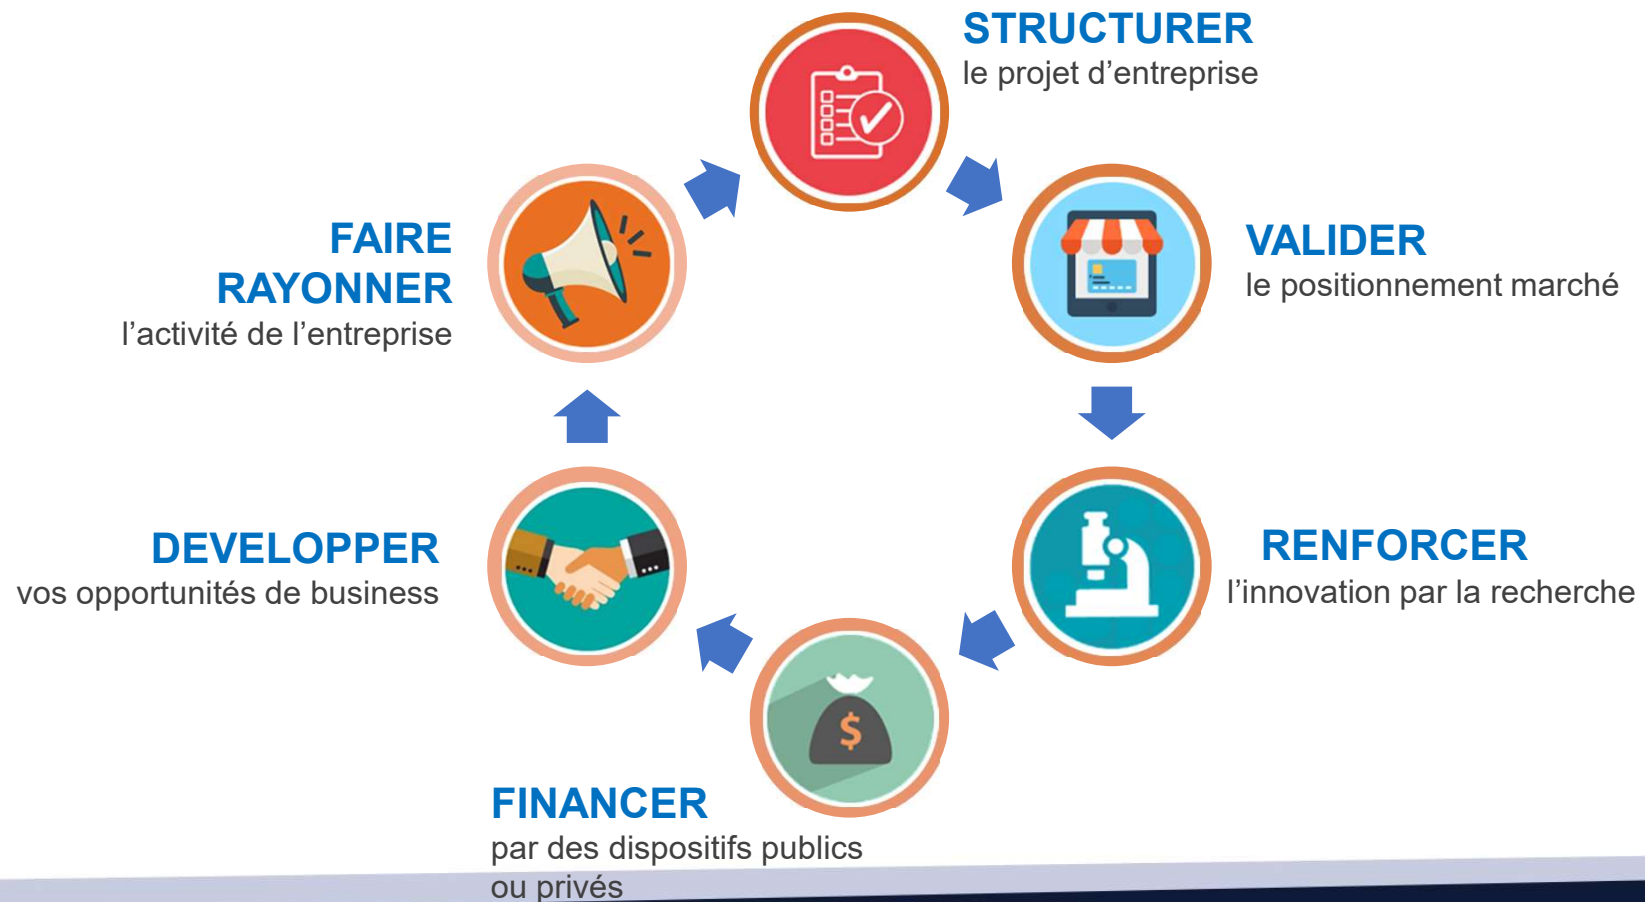 STRUCTURER
le projet d’entreprise
VALIDER
le positionnement marché
RENFORCER
l’innovation par la recherche
FINANCER
par des dispositifs publics
ou privés
DEVELOPPER
vos opportunités de business
FAIRE
RAYONNER
l’activité de l’entreprise
$